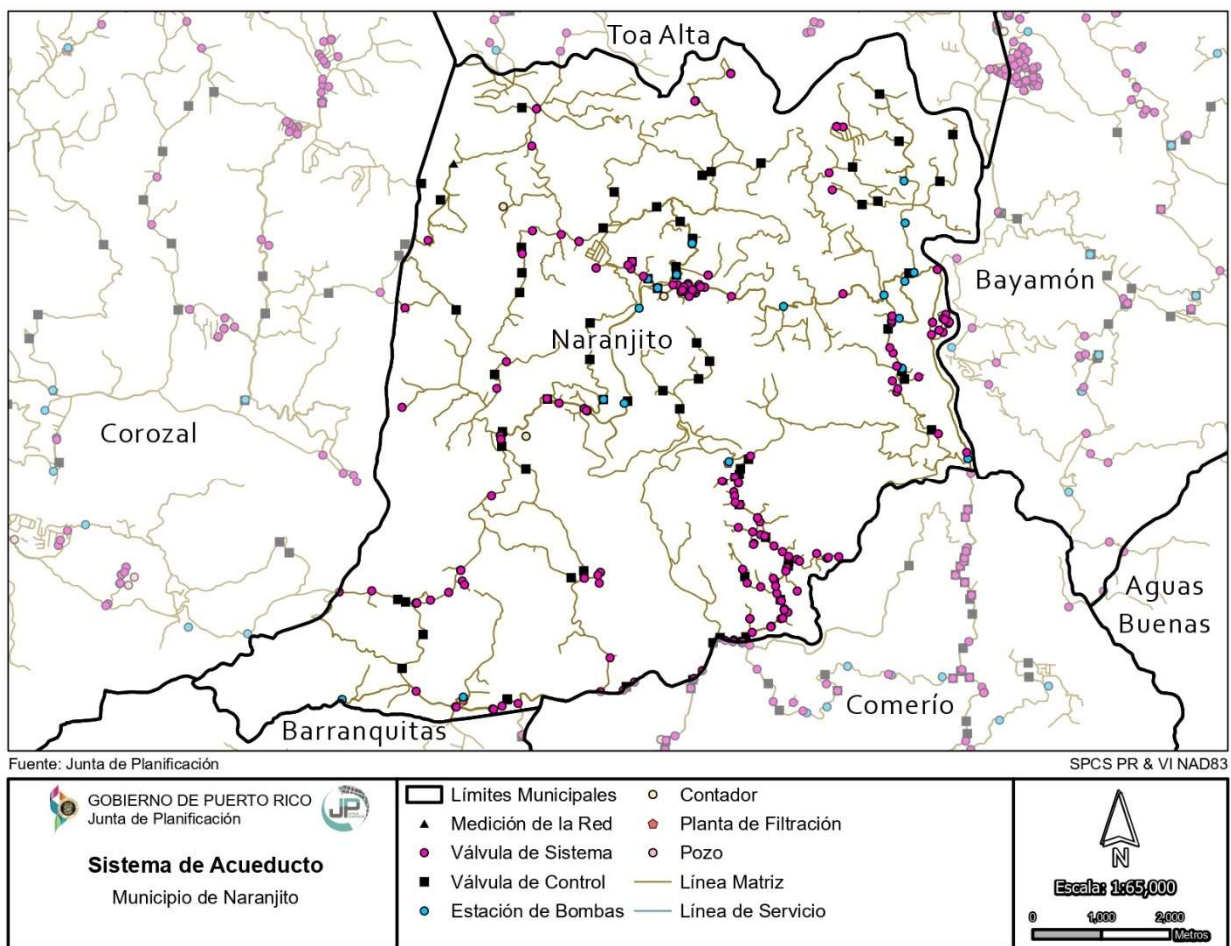 Toa Alta
Bayamón
Naranjito
Corozal
Aguas
Buenas
Comerío
Barranquitas
Fuente: Junta de Planificación
SPCS PR & VI NAD83
GOBIERNO DE PUERTO RICO
Junta de Planificación
JP
Sistema de Acueducto
Municipio de Naranjito
Límites Municipales
Medición de la Red
Válvula de Sistema
Válvula de Control
Estación de Bombas
Contador
Planta de Filtración
Pozo
Línea Matriz
Línea de Servicio
N
Escala: 1:65,000
0 1,000 2,000
Metros